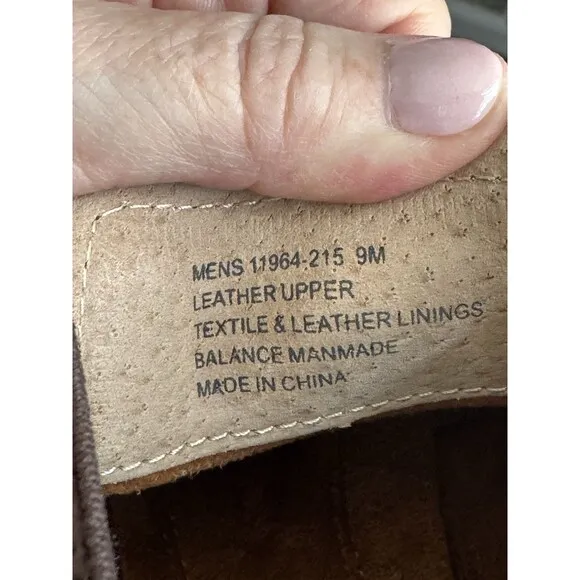 MENS 11964-215 9M
LEATHER UPPER
TEXTILE & LEATHER LININGS
BALANCE MANMADE
MADE IN CHINA